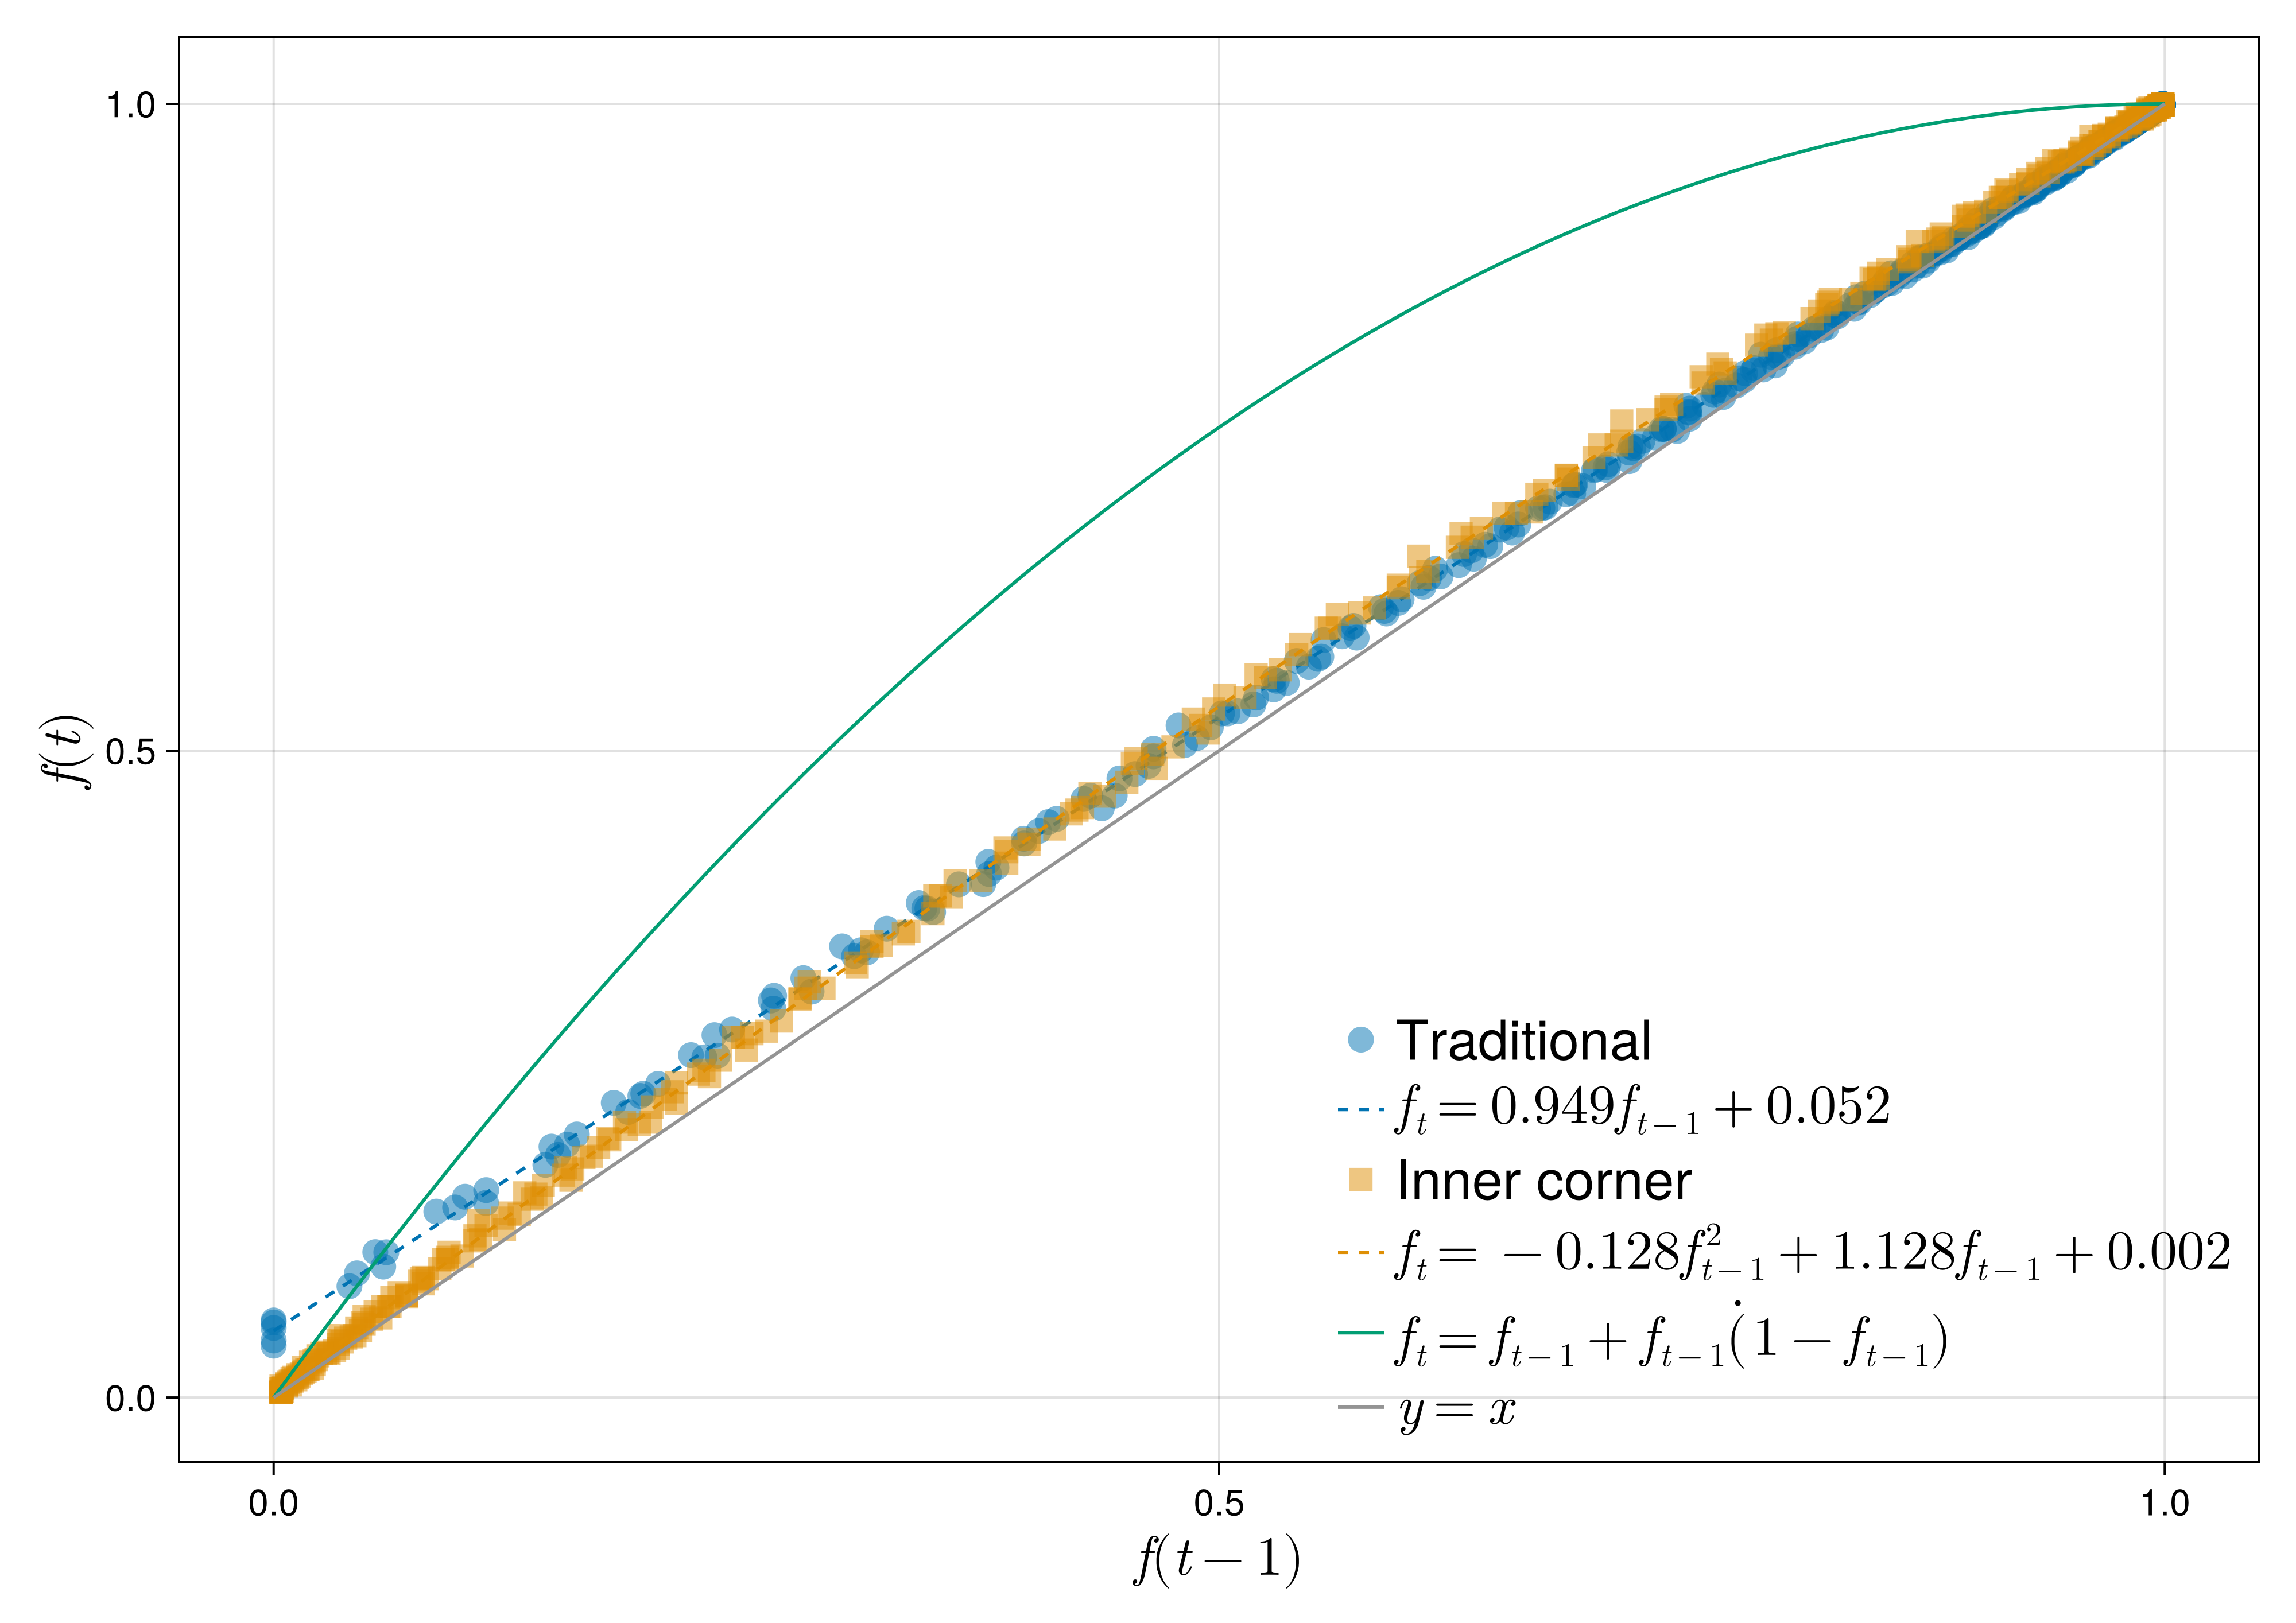 1.0
0.5
0.0
f(t)
Traditional
f_t = 0.949f_{t−1} + 0.052
Inner corner
f_t = −0.128f²_{t−1} + 1.128f_{t−1} + 0.002
f_t = f_{t−1} + f_{t−1}(̇1 − f_{t−1})
y = x
0.0 0.5 1.0
f(t − 1)